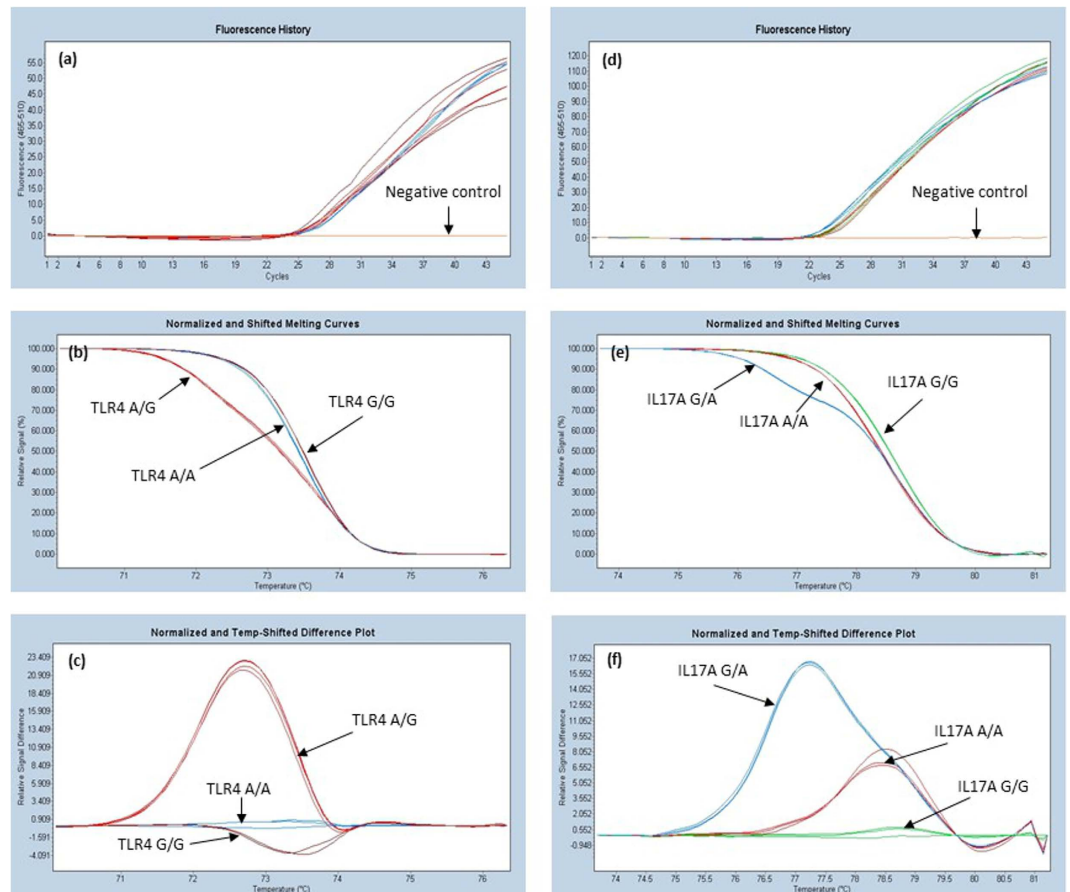 Fluorescence History
(a)
Fluorescence (465-510)
55.0
50.0
45.0
40.0
35.0
30.0
25.0
20.0
15.0
10.0
5.0
0.0
Negative control
1 2 4 6 8 10 13 16 19 22 25 28 31 34 37 40 43
Cycles
Fluorescence History
(d)
Fluorescence (465-510)
120.0
110.0
100.0
90.0
80.0
70.0
60.0
50.0
40.0
30.0
20.0
10.0
0.0
Negative control
1 2 4 6 8 10 13 16 19 22 25 28 31 34 37 40 43
Cycles
Normalized and Shifted Melting Curves
(b)
Relative Signal (%)
100.000
90.000
80.000
70.000
60.000
50.000
40.000
30.000
20.000
10.000
0.000
TLR4 A/G
TLR4 G/G
TLR4 A/A
71 72 73 74 75 76
Temperature (°C)
Normalized and Shifted Melting Curves
(e)
Relative Signal (%)
100.000
90.000
80.000
70.000
60.000
50.000
40.000
30.000
20.000
10.000
0.000
IL17A G/A
IL17A A/A
IL17A G/G
74 75 76 77 78 79 80 81
Temperature (°C)
Normalized and Temp-Shifted Difference Plot
(c)
Relative Signal Difference
23.409
20.909
18.409
15.909
13.409
10.909
8.409
5.909
3.409
0.909
-1.591
-4.091
TLR4 A/G
TLR4 A/A
TLR4 G/G
71 72 73 74 75 76
Temperature (°C)
Normalized and Temp-Shifted Difference Plot
(f)
Relative Signal Difference
17.052
15.552
14.052
12.552
11.052
9.552
8.052
6.552
5.052
3.552
2.052
0.552
-0.948
IL17A G/A
IL17A A/A
IL17A G/G
74 74.5 75 75.5 76 76.5 77 77.5 78 78.5 79 79.5 80 80.5 81
Temperature (°C)